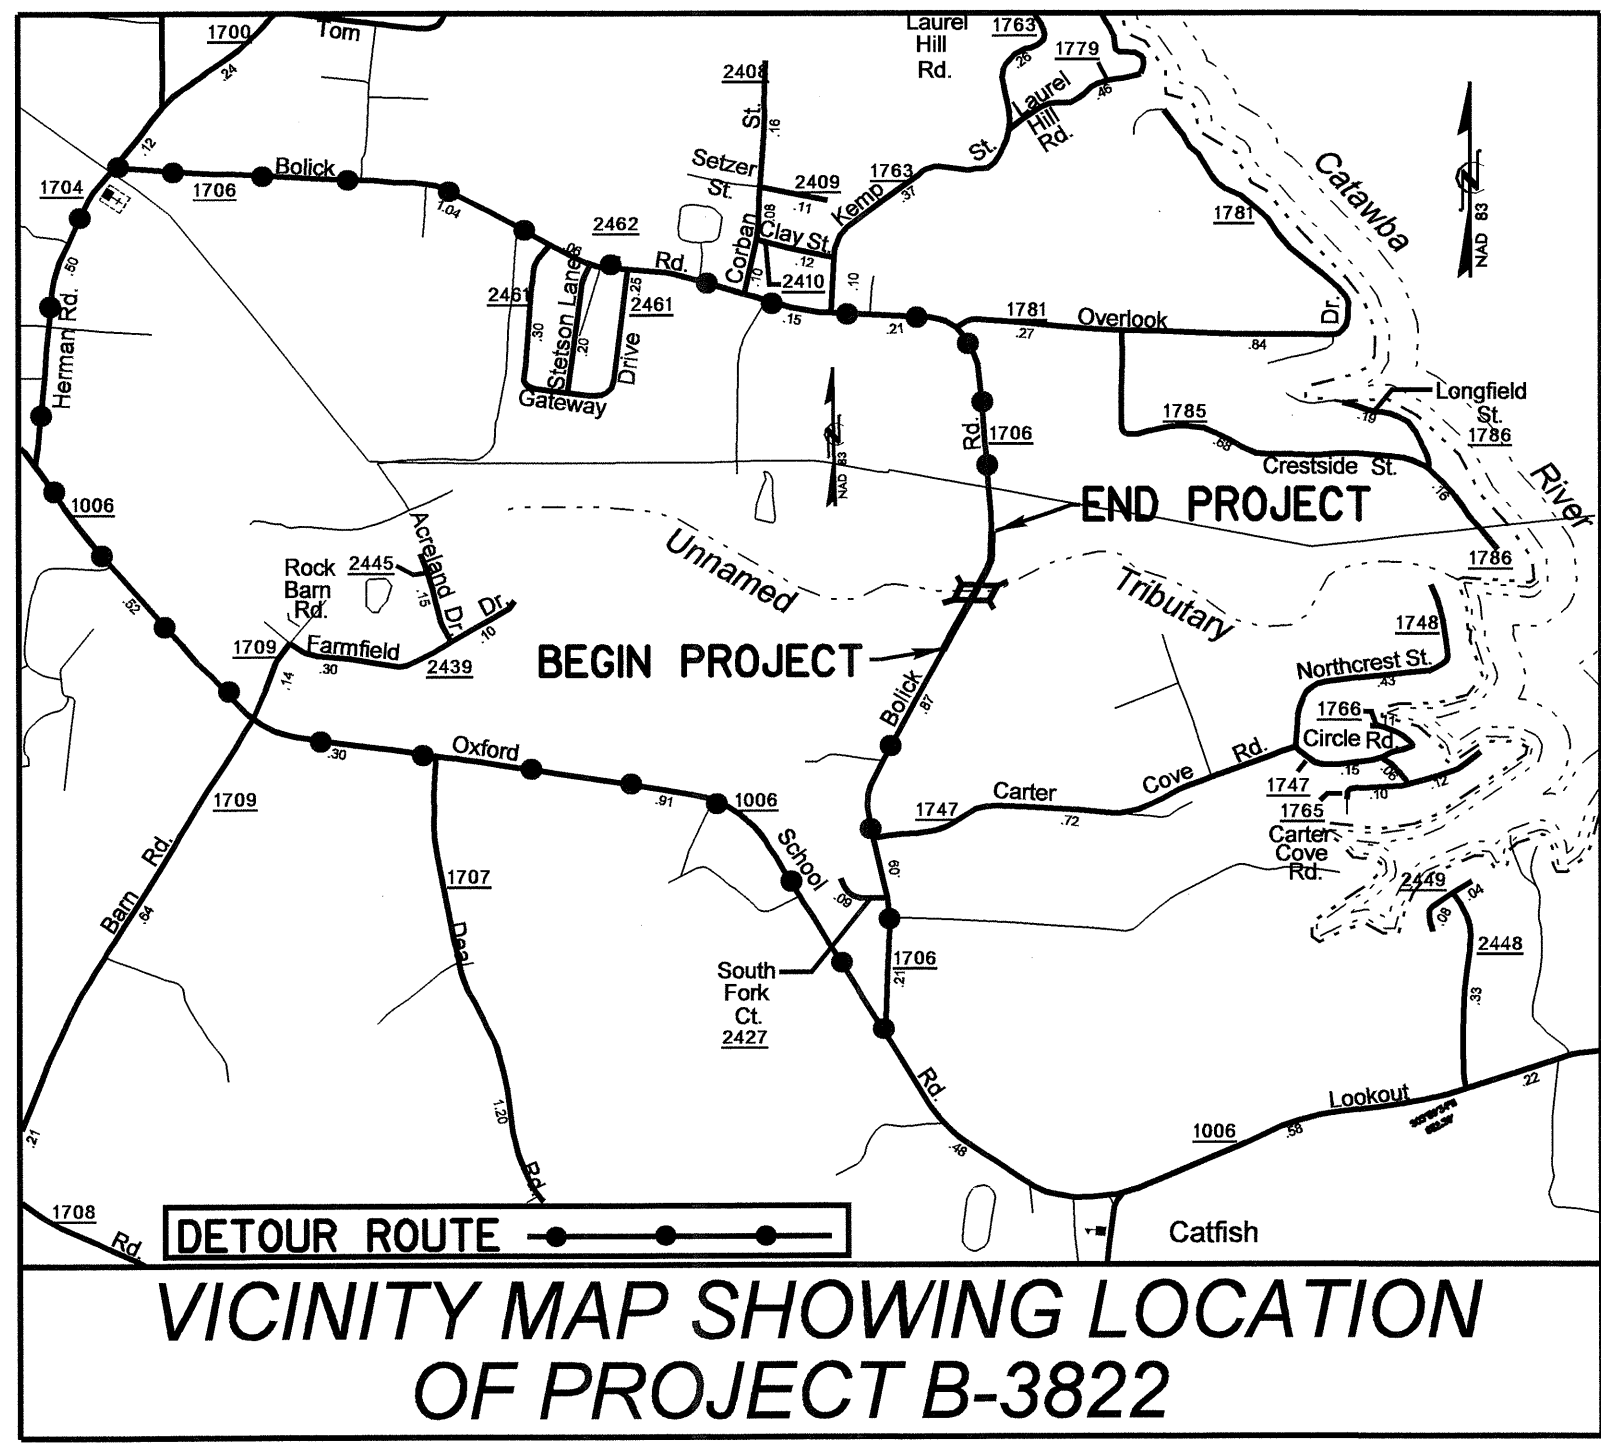 1700
Tom
.24
.12
Laurel
Hill
Rd.
1763
.26
1779
Laurel
Hill
Rd.
.46
2408
St.
.16
Setzer
St.
2409
.11
.08
Corban
Clay St.
.12
.10
2410
Kemp
1763
St.
.37
.10
1704
Bolick
1706
1.04
2462
.06
Rd.
.15
.21
2461
.30
Stetson Lane
.20
.25
2461
Drive
Gateway
.50
Herman Rd.
Catawba
1781
Dr.
1781
Overlook
.27
.84
NAD 83
NAD 83
Rd.
1706
1785
.68
Crestside St.
Longfield
St.
1786
.19
.16
1786
River
END PROJECT
Unnamed
Tributary
1006
.52
Rock
Barn
Rd.
2445
Acreland Dr.
.15
Dr.
.10
1709
Farmfield
.30
2439
.14
BEGIN PROJECT
Bolick
.87
1748
Northcrest St.
.43
1766
.11
Circle Rd.
.15
.06
.12
.10
1747
1765
Carter
Cove
Rd.
Carter
Cove
Rd.
1747
.72
.30
Oxford
.91
1006
School
1709
Barn Rd.
.64
.21
1707
Deal
1.20
Rd.
.09
.09
1706
.21
South
Fork
Ct.
2427
2449
.04
.08
2448
.33
Rd.
.48
1006
Lookout
.58
.22
Catfish
1708
Rd.
DETOUR ROUTE
VICINITY MAP SHOWING LOCATION
OF PROJECT B-3822